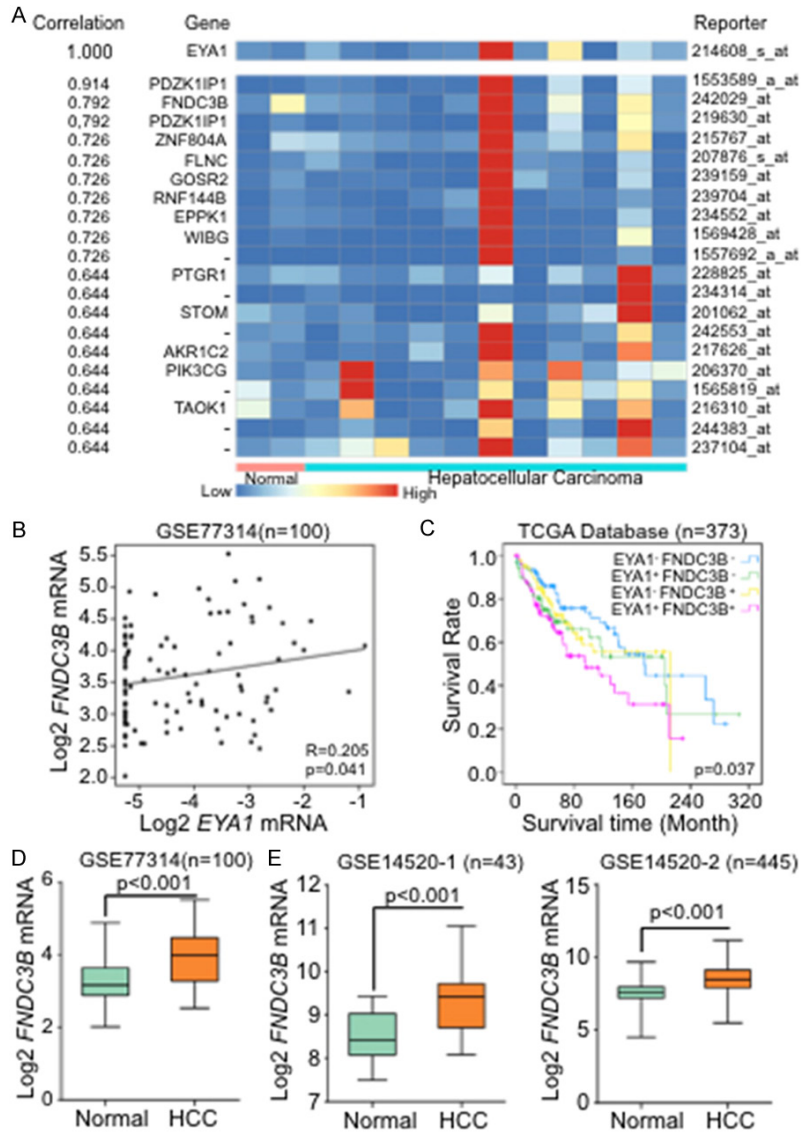 A
Correlation Gene Reporter
1.000 EYA1 214608_s_at
0.914 PDZK1IP1 1553589_a_at
0.792 FNDC3B 242029_at
0,792 PDZK1IP1 219630_at
0.726 ZNF804A 215767_at
0.726 FLNC 207876_s_at
0.726 GOSR2 239159_at
0.726 RNF144B 239704_at
0.726 EPPK1 234552_at
0.726 WIBG 1569428_at
0.726 - 1557692_a_at
0.644 PTGR1 228825_at
0.644 - 234314_at
0.644 STOM 201062_at
0.644 - 242553_at
0.644 AKR1C2 217626_at
0.644 PIK3CG 206370_at
0.644 - 1565819_at
0.644 TAOK1 216310_at
0.644 - 244383_at
0.644 - 237104_at
Normal Hepatocellular Carcinoma
Low High
B
GSE77314(n=100)
Log2 FNDC3B mRNA
5.5
5.0
4.5
4.0
3.5
3.0
2.5
2.0
R=0.205
p=0.041
-5 -4 -3 -2 -1
Log2 EYA1 mRNA
C
TCGA Database (n=373)
Survival Rate
1.0
0.8
0.6
0.4
0.2
0.0
EYA1- FNDC3B-
EYA1+ FNDC3B-
EYA1- FNDC3B+
EYA1+ FNDC3B+
p=0.037
0 80 160 240 320
Survival time (Month)
D
GSE77314(n=100)
Log2 FNDC3B mRNA
6
4
2
0
p<0.001
Normal HCC
E
GSE14520-1 (n=43)
Log2 FNDC3B mRNA
12
11
10
9
8
7
p<0.001
Normal HCC
GSE14520-2 (n=445)
Log2 FNDC3B mRNA
15
10
5
0
p<0.001
Normal HCC